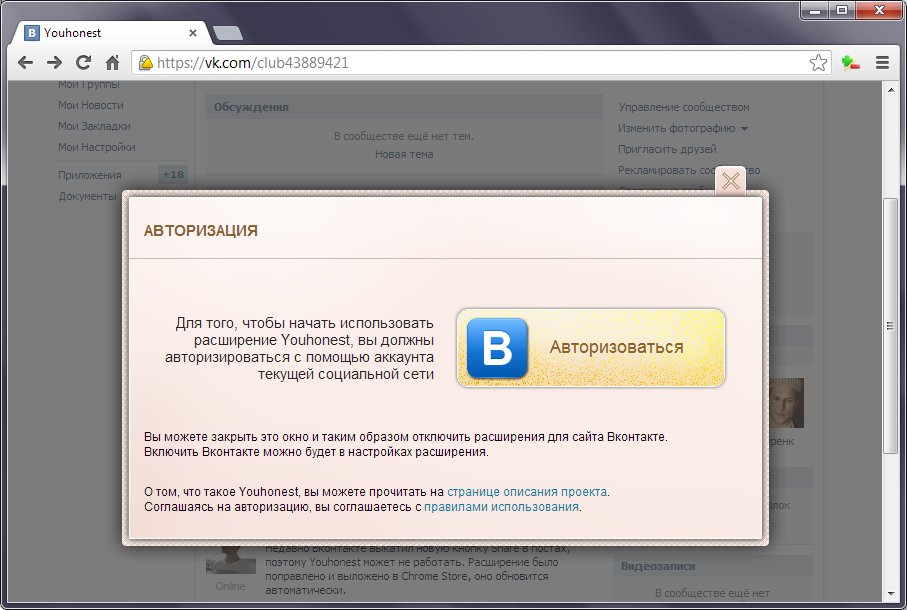 Youhonest
https://vk.com/club43889421
Мои Группы
Мои Новости
Мои Закладки
Мои Настройки
Приложения +18
Документы
Обсуждения
В сообществе ещё нет тем.
Новая тема
Управление сообществом
Изменить фотографию
Пригласить друзей
Рекламировать сообщество
АВТОРИЗАЦИЯ
Для того, чтобы начать использовать
расширение Youhonest, вы должны
авторизироваться с помощью аккаунта
текущей социальной сети
В Авторизоваться
Вы можете закрыть это окно и таким образом отключить расширения для сайта Вконтакте.
Включить Вконтакте можно будет в настройках расширения.
О том, что такое Youhonest, вы можете прочитать на странице описания проекта.
Соглашаясь на авторизацию, вы соглашаетесь с правилами использования.
Недавно Вконтакте выкатил новую кнопку Share в постах,
поэтому Youhonest может не работать. Расширение было
поправлено и выложено в Chrome Store, оно обновится
автоматически.
Online
Видеозаписи
В сообществе ещё нет